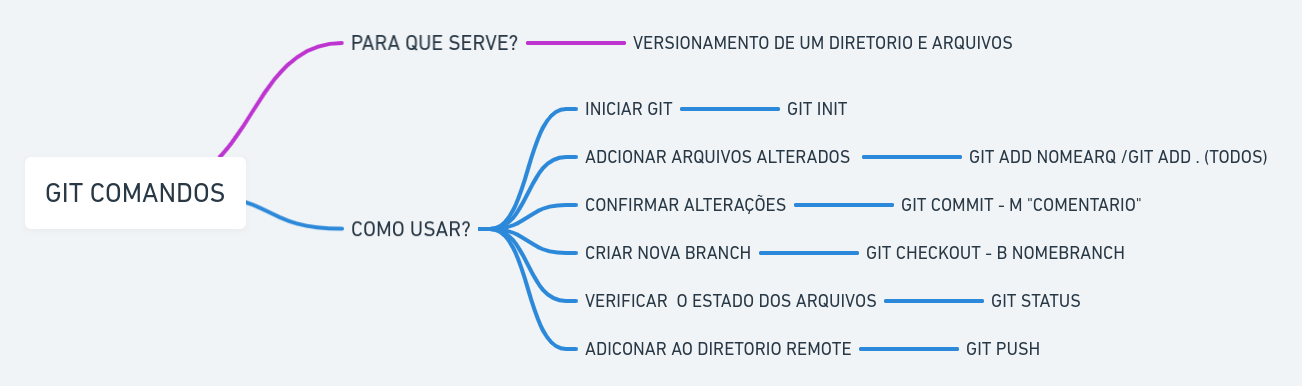 PARA QUE SERVE? VERSIONAMENTO DE UM DIRETORIO E ARQUIVOS
INICIAR GIT GIT INIT
ADCIONAR ARQUIVOS ALTERADOS GIT ADD NOMEARQ /GIT ADD . (TODOS)
GIT COMANDOS
CONFIRMAR ALTERAÇÕES GIT COMMIT - M "COMENTARIO"
COMO USAR?
CRIAR NOVA BRANCH GIT CHECKOUT - B NOMEBRANCH
VERIFICAR  O ESTADO DOS ARQUIVOS GIT STATUS
ADICONAR AO DIRETORIO REMOTE GIT PUSH